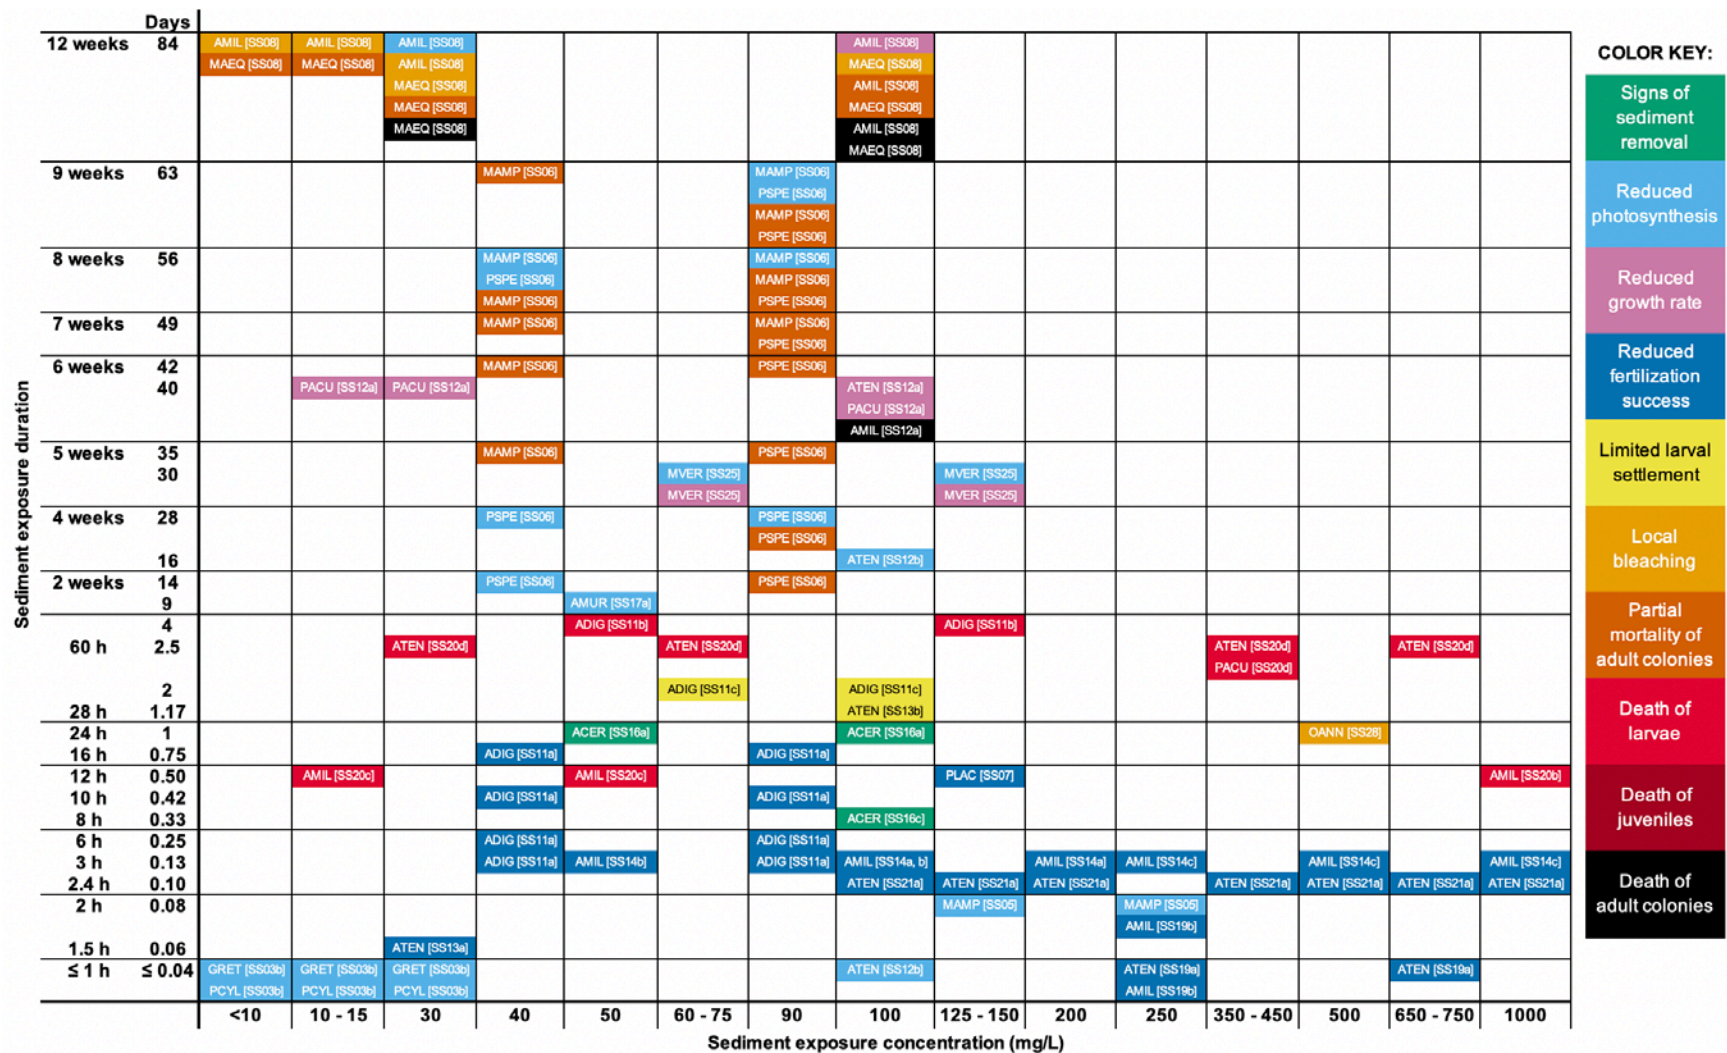 Days
12 weeks 84 AMIL [SS08] AMIL [SS08] AMIL [SS08] AMIL [SS08]
MAEQ [SS08] MAEQ [SS08] AMIL [SS08] MAEQ [SS08]
MAEQ [SS08] AMIL [SS08]
MAEQ [SS08] MAEQ [SS08]
MAEQ [SS08] AMIL [SS08]
MAEQ [SS08]
9 weeks 63 MAMP [SS06] MAMP [SS06]
PSPE [SS06]
MAMP [SS06]
PSPE [SS06]
8 weeks 56 MAMP [SS06] MAMP [SS06]
PSPE [SS06] MAMP [SS06]
MAMP [SS06] PSPE [SS06]
7 weeks 49 MAMP [SS06] MAMP [SS06]
PSPE [SS06]
6 weeks 42 MAMP [SS06] PSPE [SS06]
40 PACU [SS12a] PACU [SS12a] ATEN [SS12a]
PACU [SS12a]
AMIL [SS12a]
5 weeks 35 MAMP [SS06] PSPE [SS06]
30 MVER [SS25] MVER [SS25]
MVER [SS25] MVER [SS25]
4 weeks 28 PSPE [SS06] PSPE [SS06]
PSPE [SS06]
16 ATEN [SS12b]
2 weeks 14 PSPE [SS06] PSPE [SS06]
9 AMUR [SS17a]
4 ADIG [SS11b] ADIG [SS11b]
60 h 2.5 ATEN [SS20d] ATEN [SS20d] ATEN [SS20d] ATEN [SS20d]
PACU [SS20d]
2 ADIG [SS11c] ADIG [SS11c]
28 h 1.17 ATEN [SS13b]
24 h 1 ACER [SS16a] ACER [SS16a] OANN [SS28]
16 h 0.75 ADIG [SS11a] ADIG [SS11a]
12 h 0.50 AMIL [SS20c] AMIL [SS20c] PLAC [SS07] AMIL [SS20b]
10 h 0.42 ADIG [SS11a] ADIG [SS11a]
8 h 0.33 ACER [SS16c]
6 h 0.25 ADIG [SS11a] ADIG [SS11a]
3 h 0.13 ADIG [SS11a] AMIL [SS14b] ADIG [SS11a] AMIL [SS14a, b] AMIL [SS14a] AMIL [SS14c] AMIL [SS14c] AMIL [SS14c]
2.4 h 0.10 ATEN [SS21a] ATEN [SS21a] ATEN [SS21a] ATEN [SS21a] ATEN [SS21a] ATEN [SS21a] ATEN [SS21a]
2 h 0.08 MAMP [SS05] MAMP [SS05]
AMIL [SS19b]
1.5 h 0.06 ATEN [SS13a]
≤ 1 h ≤ 0.04 GRET [SS03b] GRET [SS03b] GRET [SS03b] ATEN [SS12b] ATEN [SS19a] ATEN [SS19a]
PCYL [SS03b] PCYL [SS03b] PCYL [SS03b] AMIL [SS19b]
<10 10 - 15 30 40 50 60 - 75 90 100 125 - 150 200 250 350 - 450 500 650 - 750 1000
Sediment exposure concentration (mg/L)
Sediment exposure duration
COLOR KEY:
Signs of
sediment
removal
Reduced
photosynthesis
Reduced
growth rate
Reduced
fertilization
success
Limited larval
settlement
Local
bleaching
Partial
mortality of
adult colonies
Death of
larvae
Death of
juveniles
Death of
adult colonies